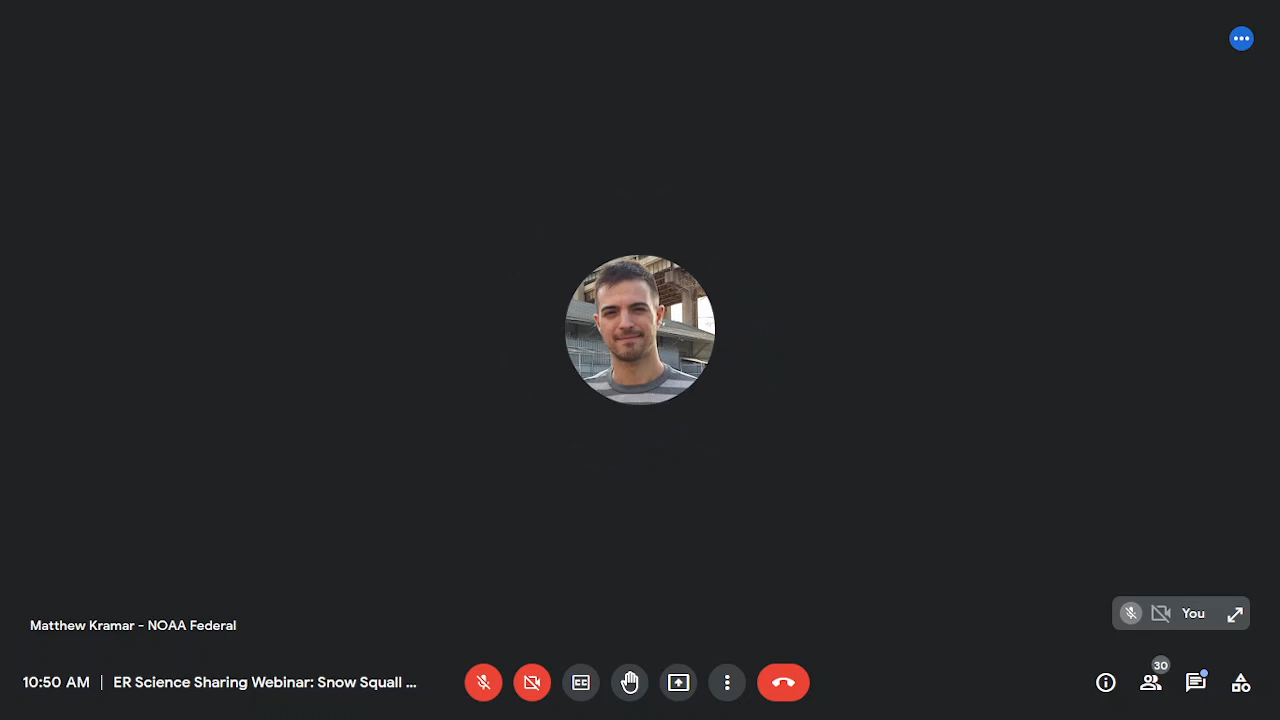 Matthew Kramar - NOAA Federal
You
30
10:50 AM | ER Science Sharing Webinar: Snow Squall ...